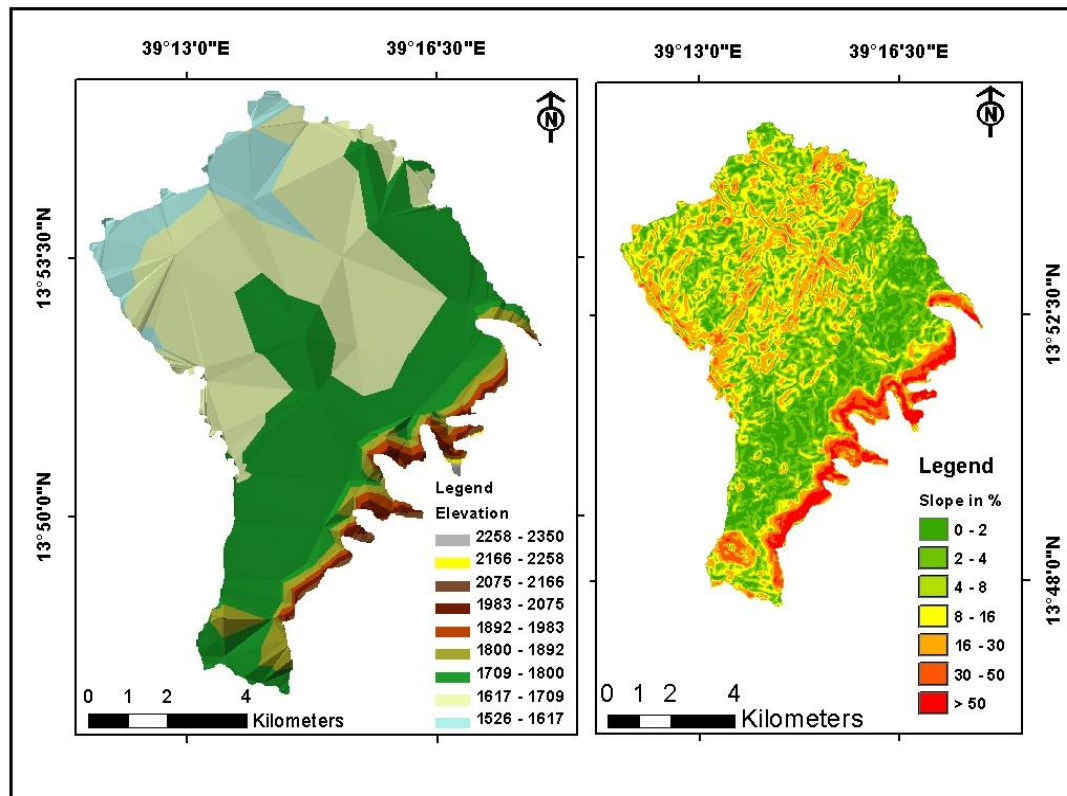 39°13'0"E
39°16'30"E
N
13°53'30"N
13°50'0"N
Legend
Elevation
2258 - 2350
2166 - 2258
2075 - 2166
1983 - 2075
1892 - 1983
1800 - 1892
1709 - 1800
1617 - 1709
1526 - 1617
0 1 2 4
Kilometers
39°13'0"E
39°16'30"E
N
13°52'30"N
13°48'0"N
Legend
Slope in %
0 - 2
2 - 4
4 - 8
8 - 16
16 - 30
30 - 50
> 50
0 1 2 4
Kilometers